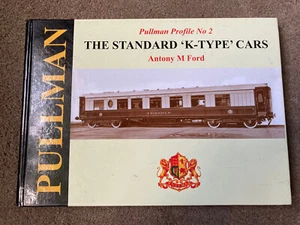 Pullman Profile No 2
THE STANDARD ‘K-TYPE’ CARS
Antony M Ford
PULLMAN